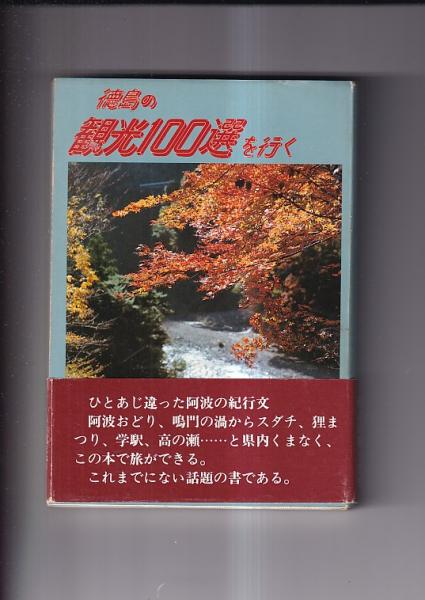 徳島の
観光100選を行く
ひとあじ違った阿波の紀行文
阿波おどり、鳴門の渦からスダチ、狸ま
つり、学駅、高の瀬……と県内くまなく、
この本で旅ができる。
これまでにない話題の書である。